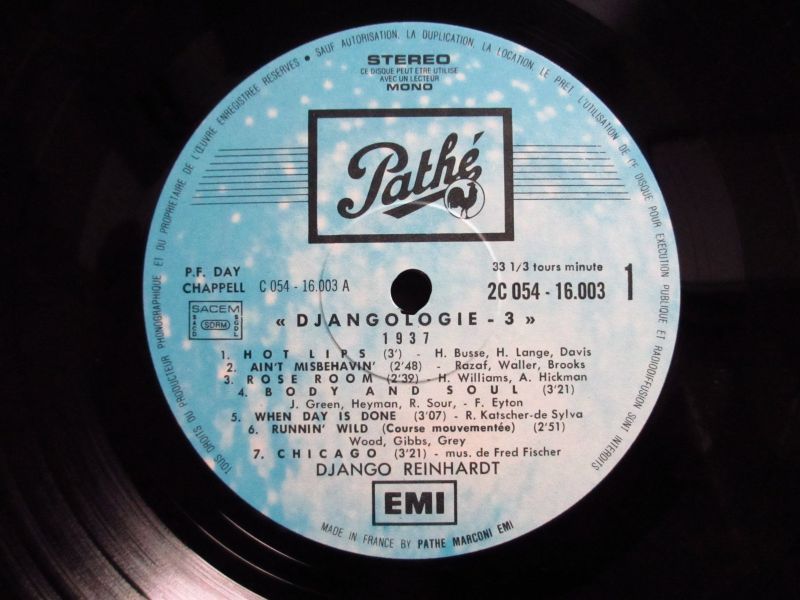 TOUS DROITS DU PRODUCTEUR PHONOGRAPHIQUE ET DU PROPRIETAIRE DE L'ŒUVRE ENREGISTREE RESERVES • SAUF AUTORISATION, LA DUPLICATION, LA LOCATION, LE PRET, L'UTILISATION DE CE DISQUE POUR EXECUTION PUBLIQUE ET RADIODIFFUSION SONT INTERDITS
STEREO
CE DISQUE PEUT ETRE UTILISE
AVEC UN LECTEUR
MONO
Pathé
P.F. DAY
CHAPPELL
C 054 - 16.003 A
33 1/3 tours minute
2C 054 - 16.003
1
SACEM
SACD SDRM SGDL
« DJANGOLOGIE - 3 »
1937
1. HOT LIPS (3') - H. Busse, H. Lange, Davis
2. AIN'T MISBEHAVIN' (2'48) - Razaf, Waller, Brooks
3. ROSE ROOM (2'39) H. Williams, A. Hickman
4. BODY AND SOUL (3'21)
J. Green, Heyman, R. Sour, - F. Eyton
5. WHEN DAY IS DONE (3'07) - R. Katscher-de Sylva
6. RUNNIN' WILD (Course mouvementée) (2'51)
Wood, Gibbs, Grey
7. CHICAGO (3'21) - mus. de Fred Fischer
DJANGO REINHARDT
EMI
MADE IN FRANCE BY PATHE MARCONI EMI